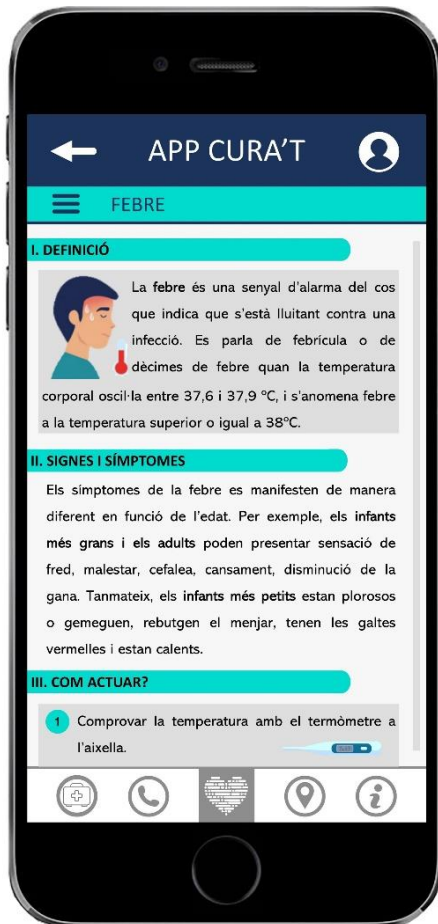 APP CURA'T
FEBRE
I. DEFINICIÓ
La febre és una senyal d'alarma del cos
que indica que s'està lluitant contra una
infecció. Es parla de febrícula o de
dècimes de febre quan la temperatura
corporal oscil·la entre 37,6 i 37,9 ºC, i s'anomena febre
a la temperatura superior o igual a 38ºC.
II. SIGNES I SÍMPTOMES
Els símptomes de la febre es manifesten de manera
diferent en funció de l'edat. Per exemple, els infants
més grans i els adults poden presentar sensació de
fred, malestar, cefalea, cansament, disminució de la
gana. Tanmateix, els infants més petits estan plorosos
o gemeguen, rebutgen el menjar, tenen les galtes
vermelles i estan calents.
III. COM ACTUAR?
1 Comprovar la temperatura amb el termòmetre a
l'aixella.